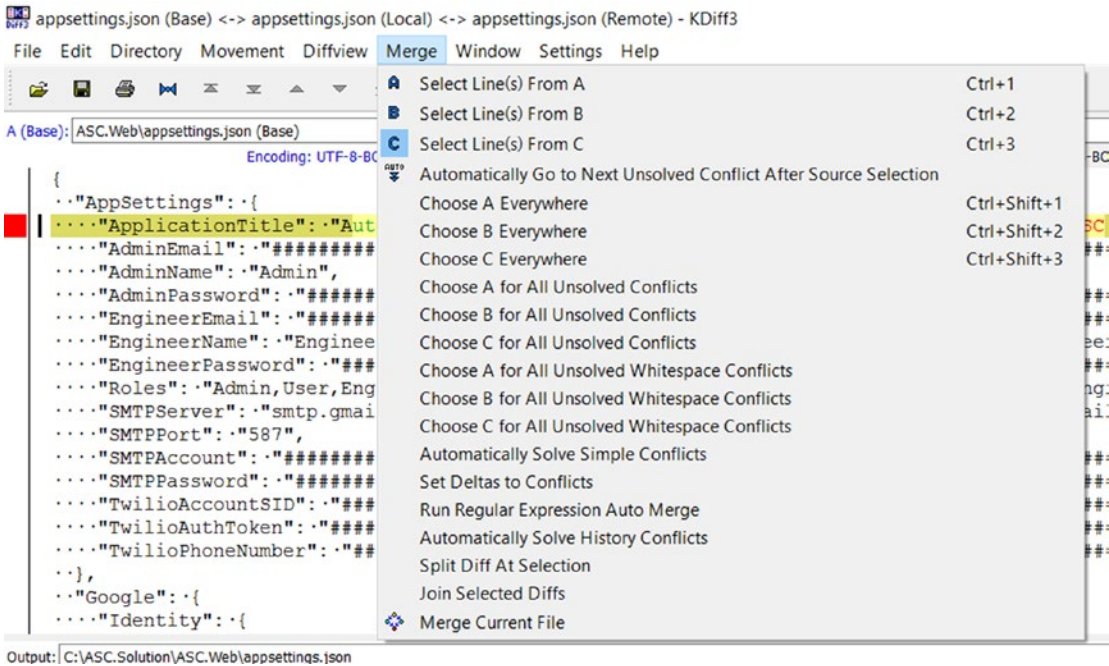 appsettings.json (Base) <-> appsettings.json (Local) <-> appsettings.json (Remote) - KDiff3
File Edit Directory Movement Diffview Merge Window Settings Help
A (Base): ASC.Web\appsettings.json (Base)
Encoding: UTF-8-BO
{
··"AppSettings":·{
····"ApplicationTitle":·"Aut
····"AdminEmail":·"#########
····"AdminName":·"Admin",
····"AdminPassword":·"######
····"EngineerEmail":·"######
····"EngineerName":·"Enginee
····"EngineerPassword":·"###
····"Roles":·"Admin,User,Eng
····"SMTPServer":·"smtp.gmai
····"SMTPPort":·"587",
····"SMTPAccount":·"########
····"SMTPPassword":·"#######
····"TwilioAccountSID":·"###
····"TwilioAuthToken":·"####
····"TwilioPhoneNumber":·"##
··},
··"Google":·{
····"Identity":·{
A Select Line(s) From A Ctrl+1
B Select Line(s) From B Ctrl+2
C Select Line(s) From C Ctrl+3
AUTO Automatically Go to Next Unsolved Conflict After Source Selection
Choose A Everywhere Ctrl+Shift+1
Choose B Everywhere Ctrl+Shift+2
Choose C Everywhere Ctrl+Shift+3
Choose A for All Unsolved Conflicts
Choose B for All Unsolved Conflicts
Choose C for All Unsolved Conflicts
Choose A for All Unsolved Whitespace Conflicts
Choose B for All Unsolved Whitespace Conflicts
Choose C for All Unsolved Whitespace Conflicts
Automatically Solve Simple Conflicts
Set Deltas to Conflicts
Run Regular Expression Auto Merge
Automatically Solve History Conflicts
Split Diff At Selection
Join Selected Diffs
Merge Current File
Output: C:\ASC.Solution\ASC.Web\appsettings.json